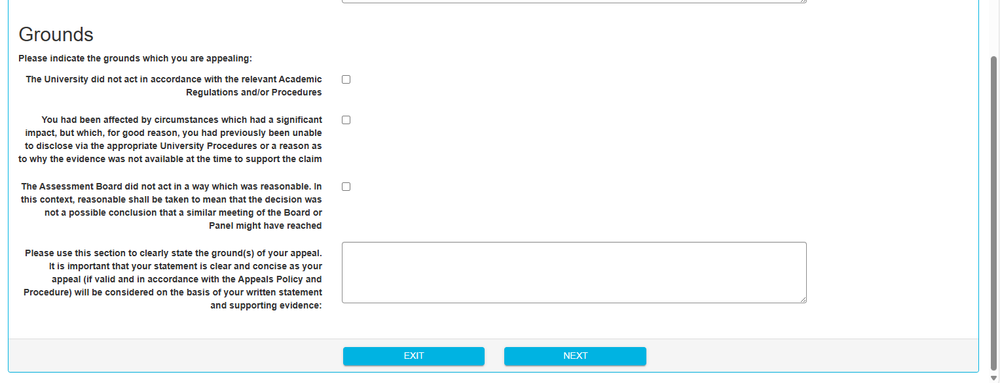 Grounds
Please indicate the grounds which you are appealing:
The University did not act in accordance with the relevant Academic
Regulations and/or Procedures
You had been affected by circumstances which had a significant
impact, but which, for good reason, you had previously been unable
to disclose via the appropriate University Procedures or a reason as
to why the evidence was not available at the time to support the claim
The Assessment Board did not act in a way which was reasonable. In
this context, reasonable shall be taken to mean that the decision was
not a possible conclusion that a similar meeting of the Board or
Panel might have reached
Please use this section to clearly state the ground(s) of your appeal.
It is important that your statement is clear and concise as your
appeal (if valid and in accordance with the Appeals Policy and
Procedure) will be considered on the basis of your written statement
and supporting evidence:
EXIT
NEXT